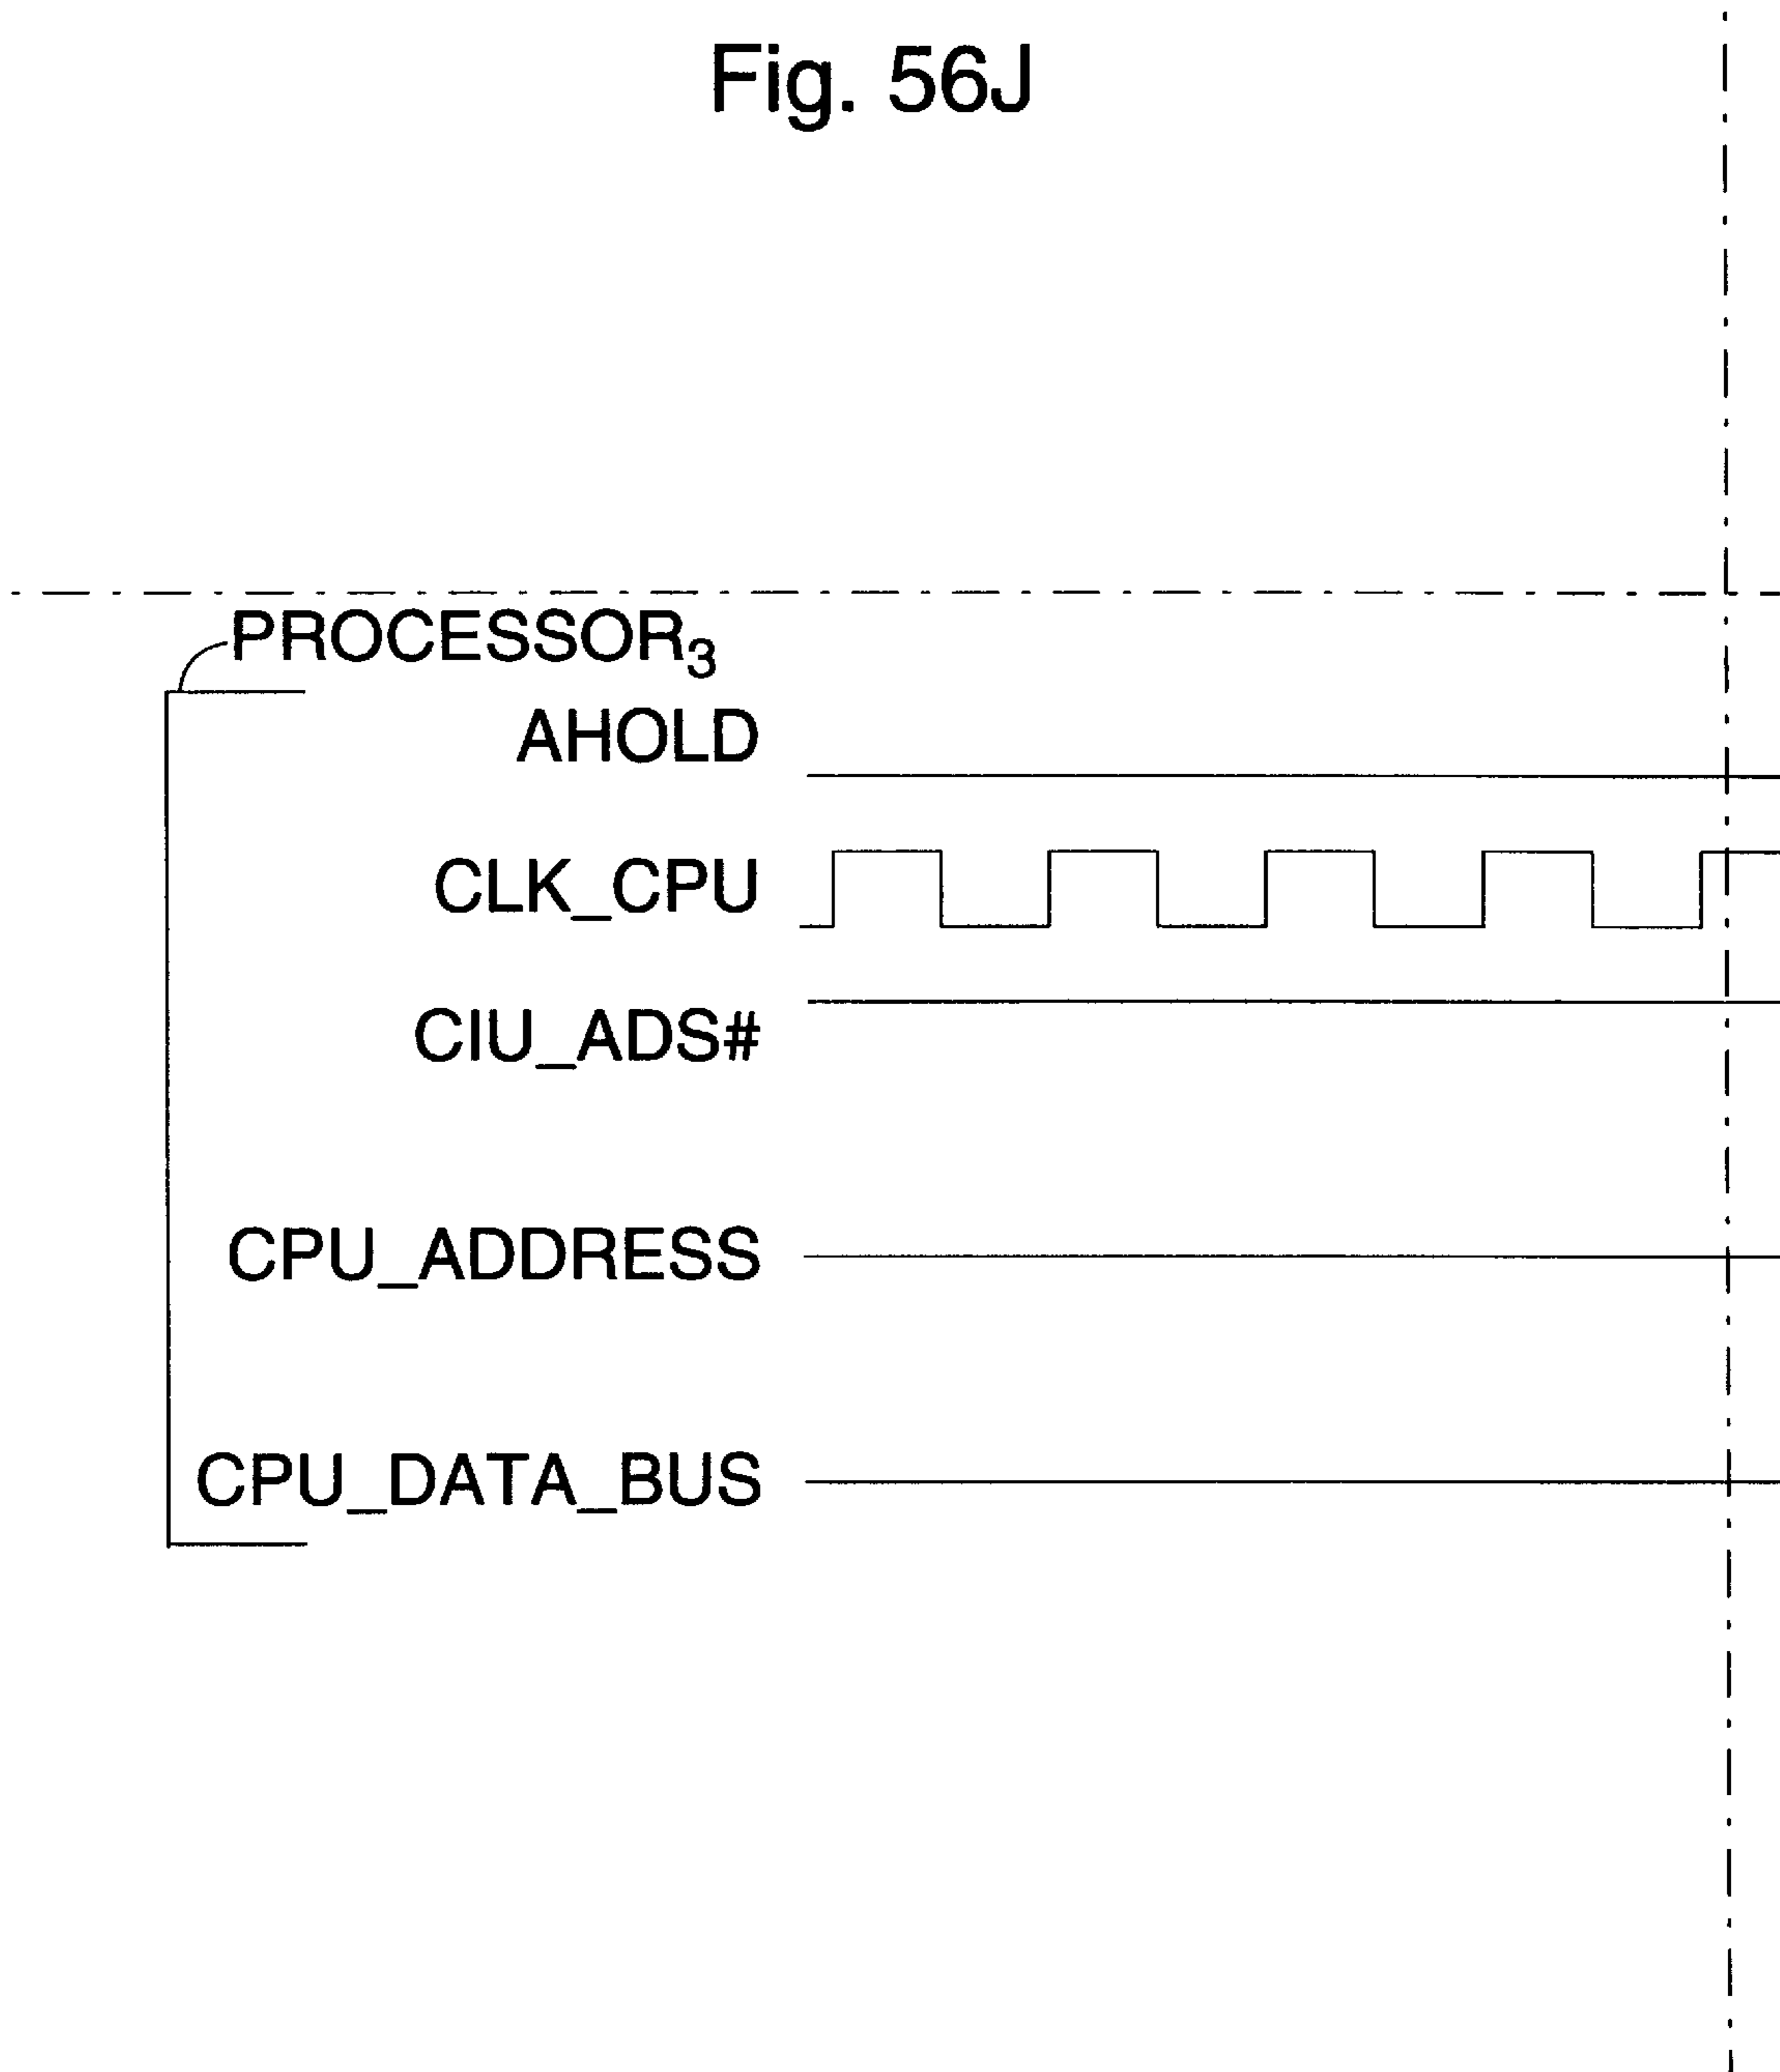 Fig. 56J
PROCESSOR₃
AHOLD
CLK_CPU
CIU_ADS#
CPU_ADDRESS
CPU_DATA_BUS